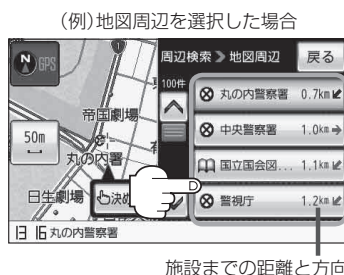 (例)地図周辺を選択した場合
N GPS
周辺検索 地図周辺 戻る
100件
丸の内警察署 0.7km
中央警察署 1.0km
国立国会図… 1.1km
警視庁 1.2km
帝国劇場
50m
丸の内署
日生劇場
決め
13:16 丸の内警察署
施設までの距離と方向